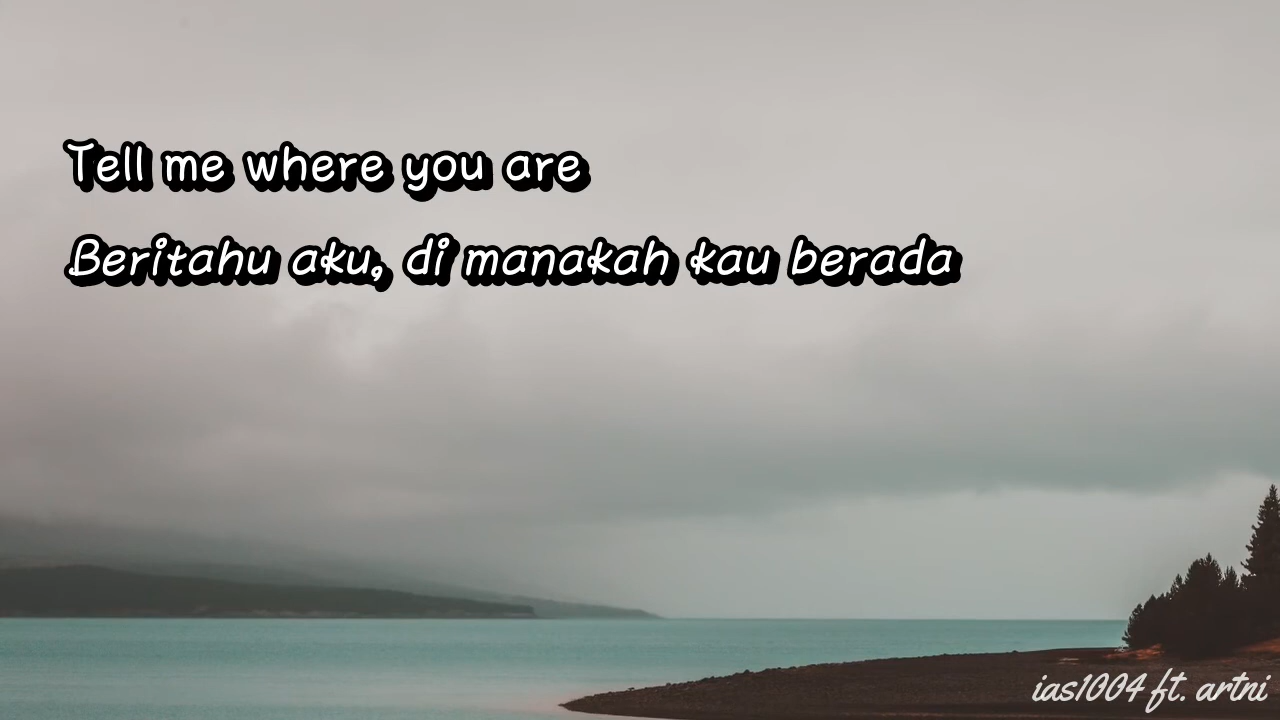 Tell me where you are
Beritahu aku, di manakah kau berada
ias1004 ft. artni